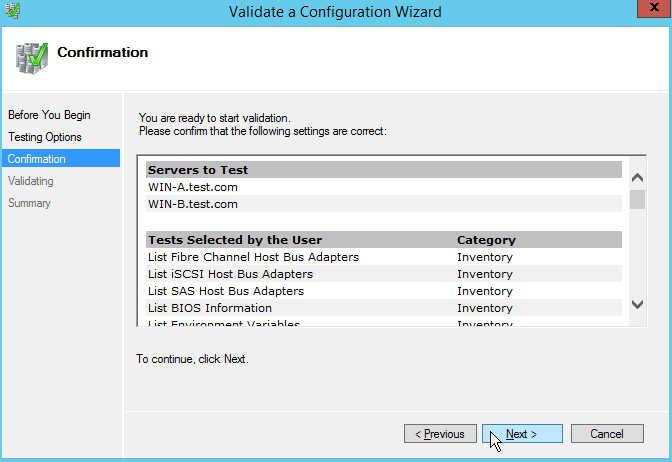 Validate a Configuration Wizard
Confirmation
Before You Begin
Testing Options
Confirmation
Validating
Summary
You are ready to start validation.
Please confirm that the following settings are correct:
Servers to Test
WIN-A.test.com
WIN-B.test.com
Tests Selected by the User Category
List Fibre Channel Host Bus Adapters Inventory
List iSCSI Host Bus Adapters Inventory
List SAS Host Bus Adapters Inventory
List BIOS Information Inventory
List Environment Variables Inventory
To continue, click Next.
< Previous Next > Cancel